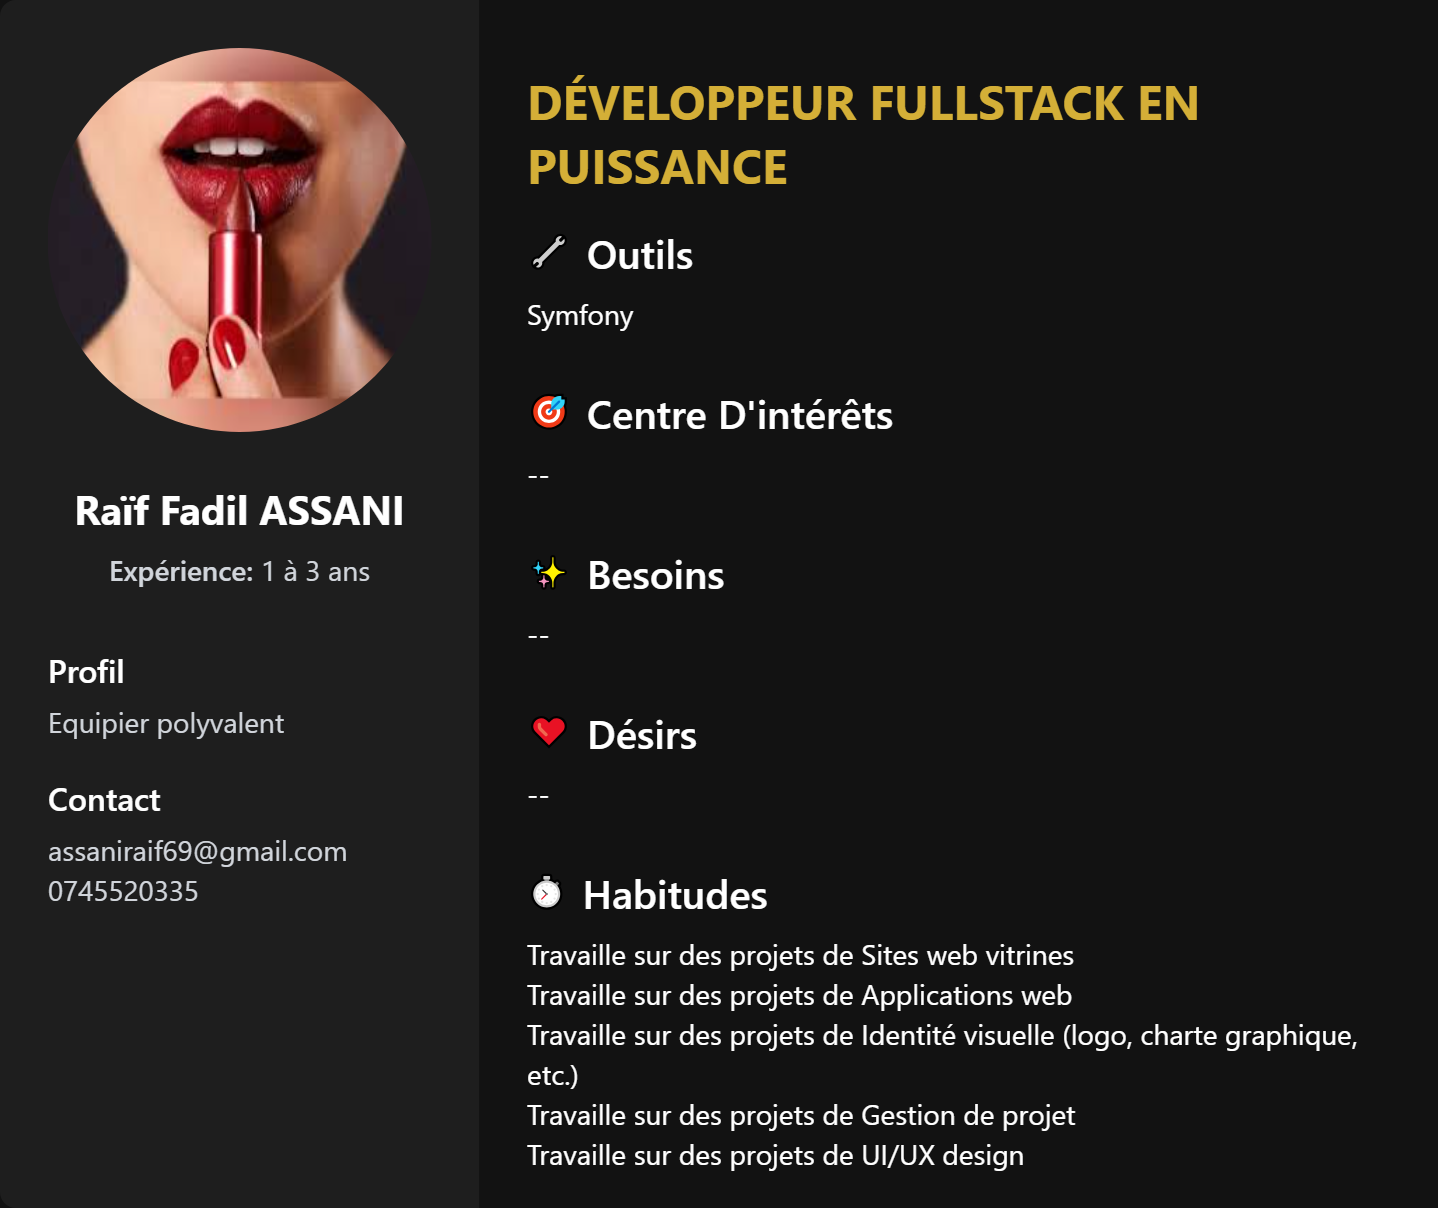 Raïf Fadil ASSANI
Expérience: 1 à 3 ans
Profil
Equipier polyvalent
Contact
assaniraif69@gmail.com
0745520335
DÉVELOPPEUR FULLSTACK EN
PUISSANCE
Outils
Symfony
Centre D'intérêts
--
Besoins
--
Désirs
--
Habitudes
Travaille sur des projets de Sites web vitrines
Travaille sur des projets de Applications web
Travaille sur des projets de Identité visuelle (logo, charte graphique,
etc.)
Travaille sur des projets de Gestion de projet
Travaille sur des projets de UI/UX design